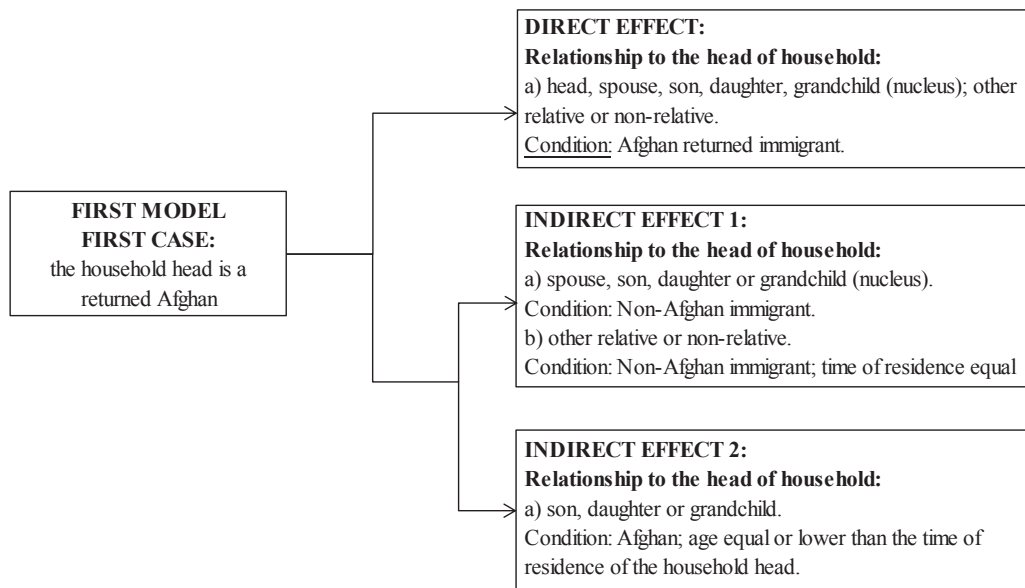 FIRST MODEL
FIRST CASE:
the household head is a
returned Afghan
DIRECT EFFECT:
Relationship to the head of household:
a) head, spouse, son, daughter, grandchild (nucleus); other
relative or non-relative.
Condition: Afghan returned immigrant.
INDIRECT EFFECT 1:
Relationship to the head of household:
a) spouse, son, daughter or grandchild (nucleus).
Condition: Non-Afghan immigrant.
b) other relative or non-relative.
Condition: Non-Afghan immigrant; time of residence equal
INDIRECT EFFECT 2:
Relationship to the head of household:
a) son, daughter or grandchild.
Condition: Afghan; age equal or lower than the time of
residence of the household head.